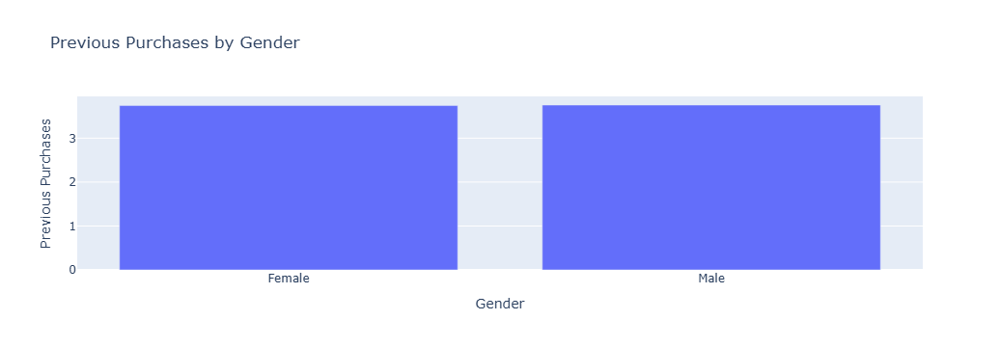 Previous Purchases by Gender
Previous Purchases
3
2
1
0
Female Male
Gender